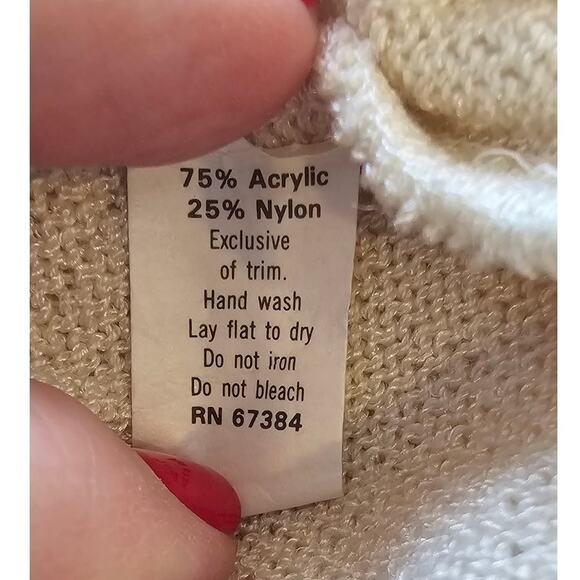 75% Acrylic
25% Nylon
Exclusive
of trim.
Hand wash
Lay flat to dry
Do not iron
Do not bleach
RN 67384